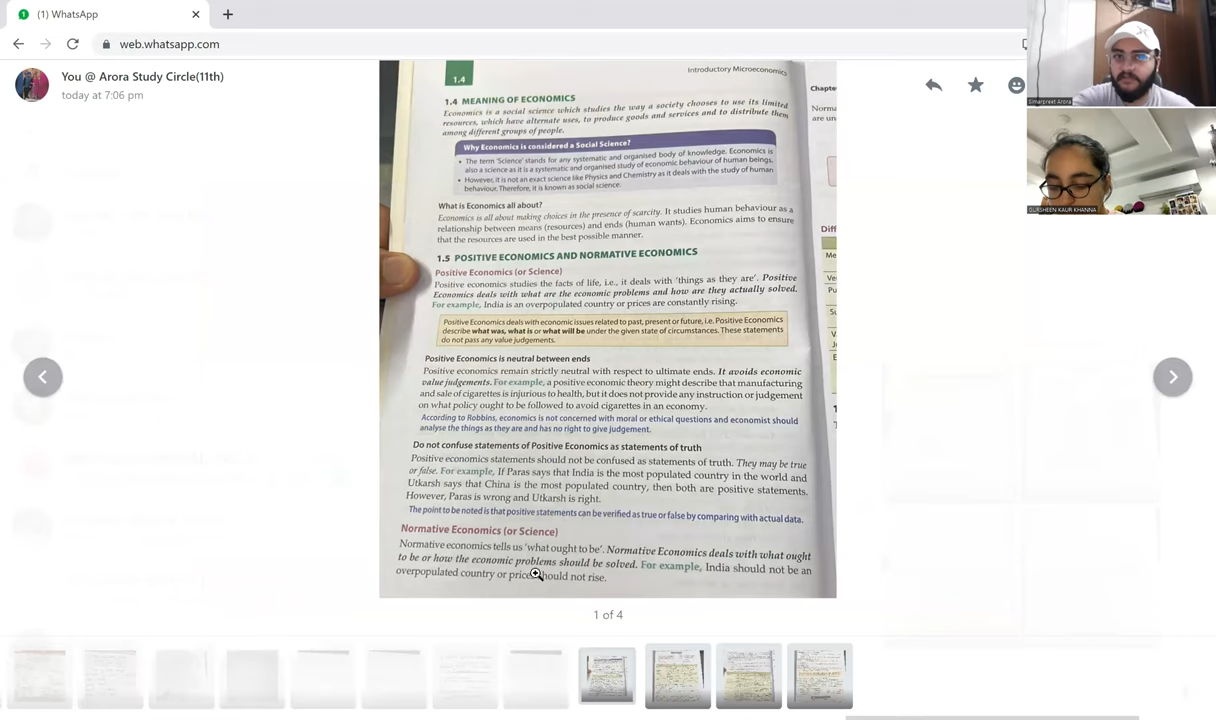 (1) WhatsApp
web.whatsapp.com
You @ Arora Study Circle(11th)
today at 7:06 pm
Simarpreet Arora
SURSHEEN KAUR KHANNA
1.4
Introductory Microeconomics
1.4 MEANING OF ECONOMICS
Economics is a social science which studies the way a society chooses to use its limited
resources, which have alternate uses, to produce goods and services and to distribute them
among different groups of people.
Why Economics is considered a Social Science?
• The term 'Science' stands for any systematic and organised body of knowledge. Economics is
also a science as it is a systematic and organised study of economic behaviour of human beings.
• However, it is not an exact science like Physics and Chemistry as it deals with the study of human
behaviour. Therefore, it is known as social science.
What is Economics all about?
Economics is all about making choices in the presence of scarcity. It studies human behaviour as a
relationship between means (resources) and ends (human wants). Economics aims to ensure
that the resources are used in the best possible manner.
1.5 POSITIVE ECONOMICS AND NORMATIVE ECONOMICS
Positive Economics (or Science)
Positive economics studies the facts of life, i.e., it deals with 'things as they are'. Positive
Economics deals with what are the economic problems and how are they actually solved.
For example, India is an overpopulated country or prices are constantly rising.
Positive Economics deals with economic issues related to past, present or future, i.e. Positive Economics
describe what was, what is or what will be under the given state of circumstances. These statements
do not pass any value judgements.
Positive Economics is neutral between ends
Positive economics remain strictly neutral with respect to ultimate ends. It avoids economic
value judgements. For example, a positive economic theory might describe that manufacturing
and sale of cigarettes is injurious to health, but it does not provide any instruction or judgement
on what policy ought to be followed to avoid cigarettes in an economy.
According to Robbins, economics is not concerned with moral or ethical questions and economist should
analyse the things as they are and has no right to give judgement.
Do not confuse statements of Positive Economics as statements of truth
Positive economics statements should not be confused as statements of truth. They may be true
or false. For example, If Paras says that India is the most populated country in the world and
Utkarsh says that China is the most populated country, then both are positive statements.
However, Paras is wrong and Utkarsh is right.
The point to be noted is that positive statements can be verified as true or false by comparing with actual data.
Normative Economics (or Science)
Normative economics tells us 'what ought to be'. Normative Economics deals with what ought
to be or how the economic problems should be solved. For example, India should not be an
overpopulated country or prices should not rise.
Chapte
Norma
are un
Diff
Me
Ve
Pu
1 of 4